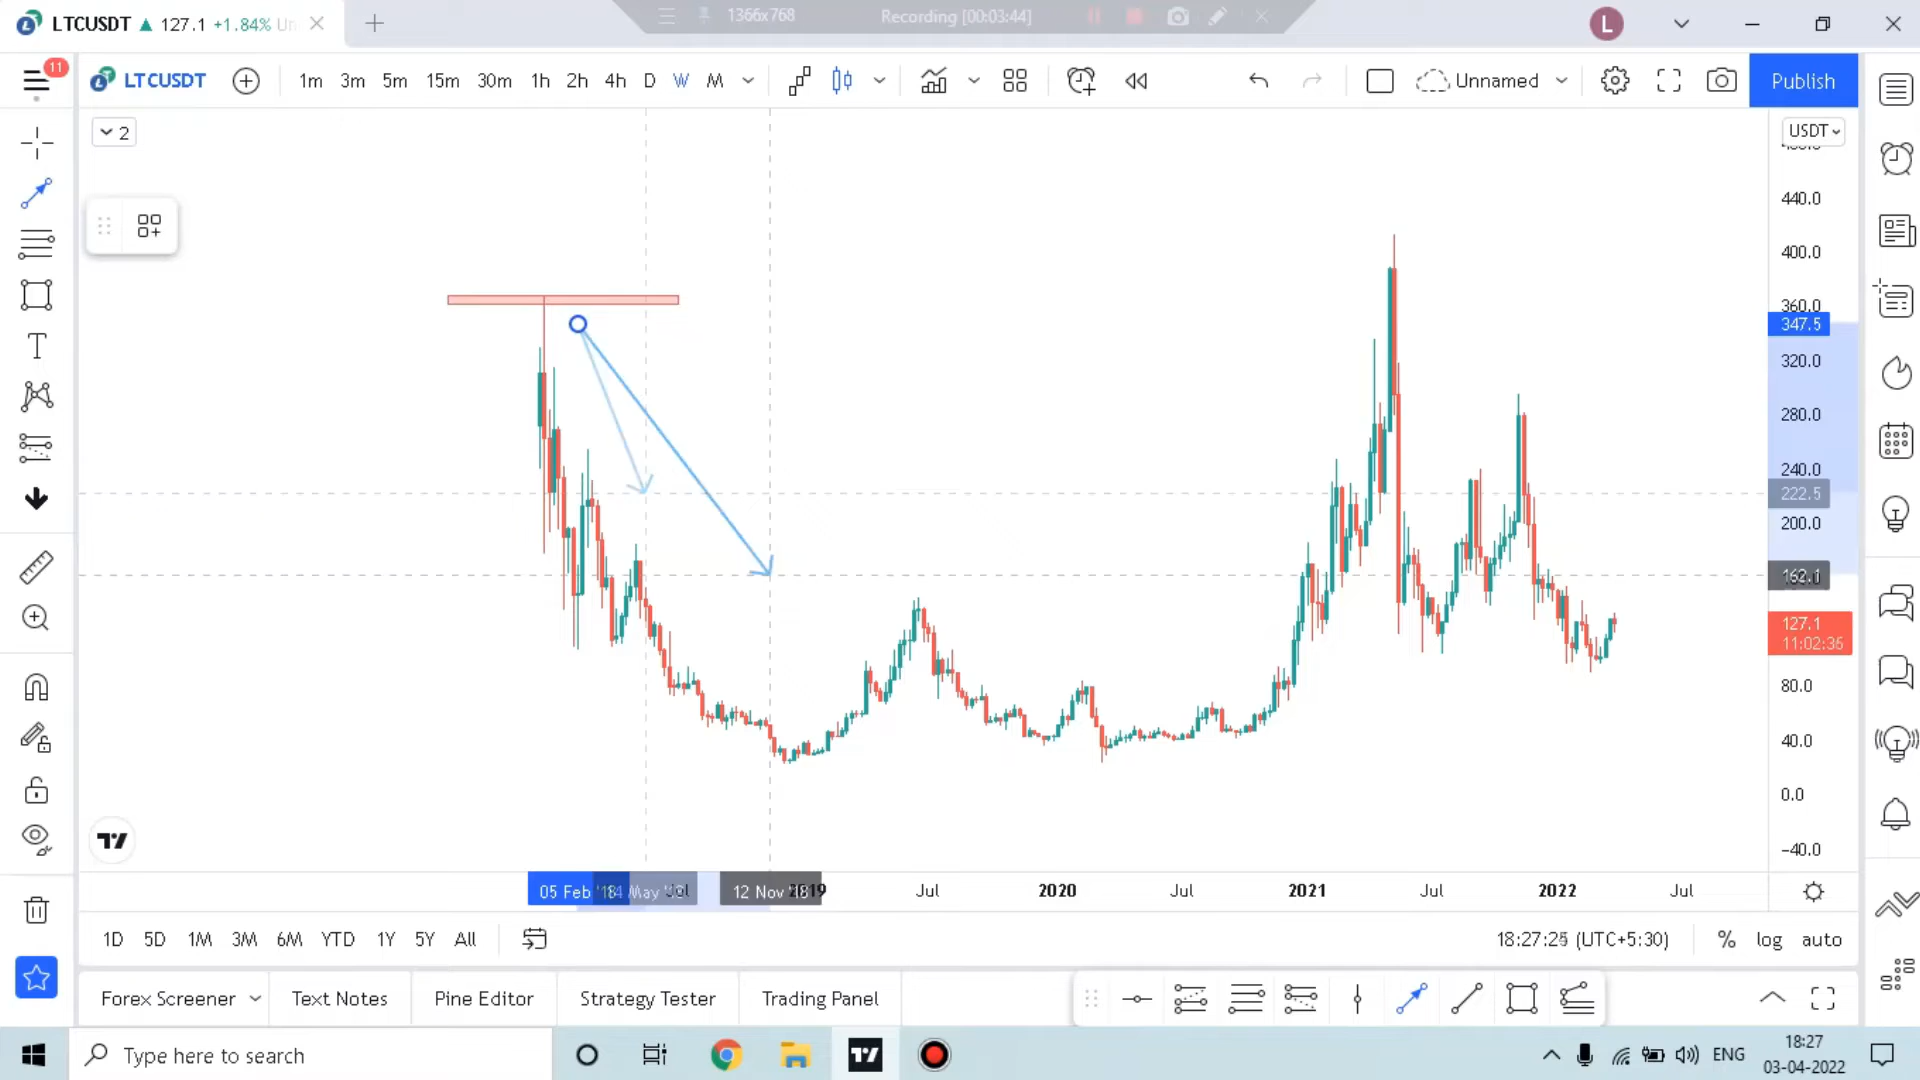 LTCUSDT ▲ 127.1 +1.84% Un
1366x768
Recording [00:03:44]
L
11
LTCUSDT
1m 3m 5m 15m 30m 1h 2h 4h D W M
Unnamed
Publish
2
USDT
440.0
400.0
360.0
347.5
320.0
280.0
240.0
222.5
200.0
162.1
127.1
11:02:36
80.0
40.0
0.0
−40.0
05 Feb '18
May '18
12 Nov '18
Jul
2020
Jul
2021
Jul
2022
Jul
1D 5D 1M 3M 6M YTD 1Y 5Y All
(UTC+5:30)
% log auto
Forex Screener
Text Notes
Pine Editor
Strategy Tester
Trading Panel
Type here to search
ENG
18:27
03-04-2022